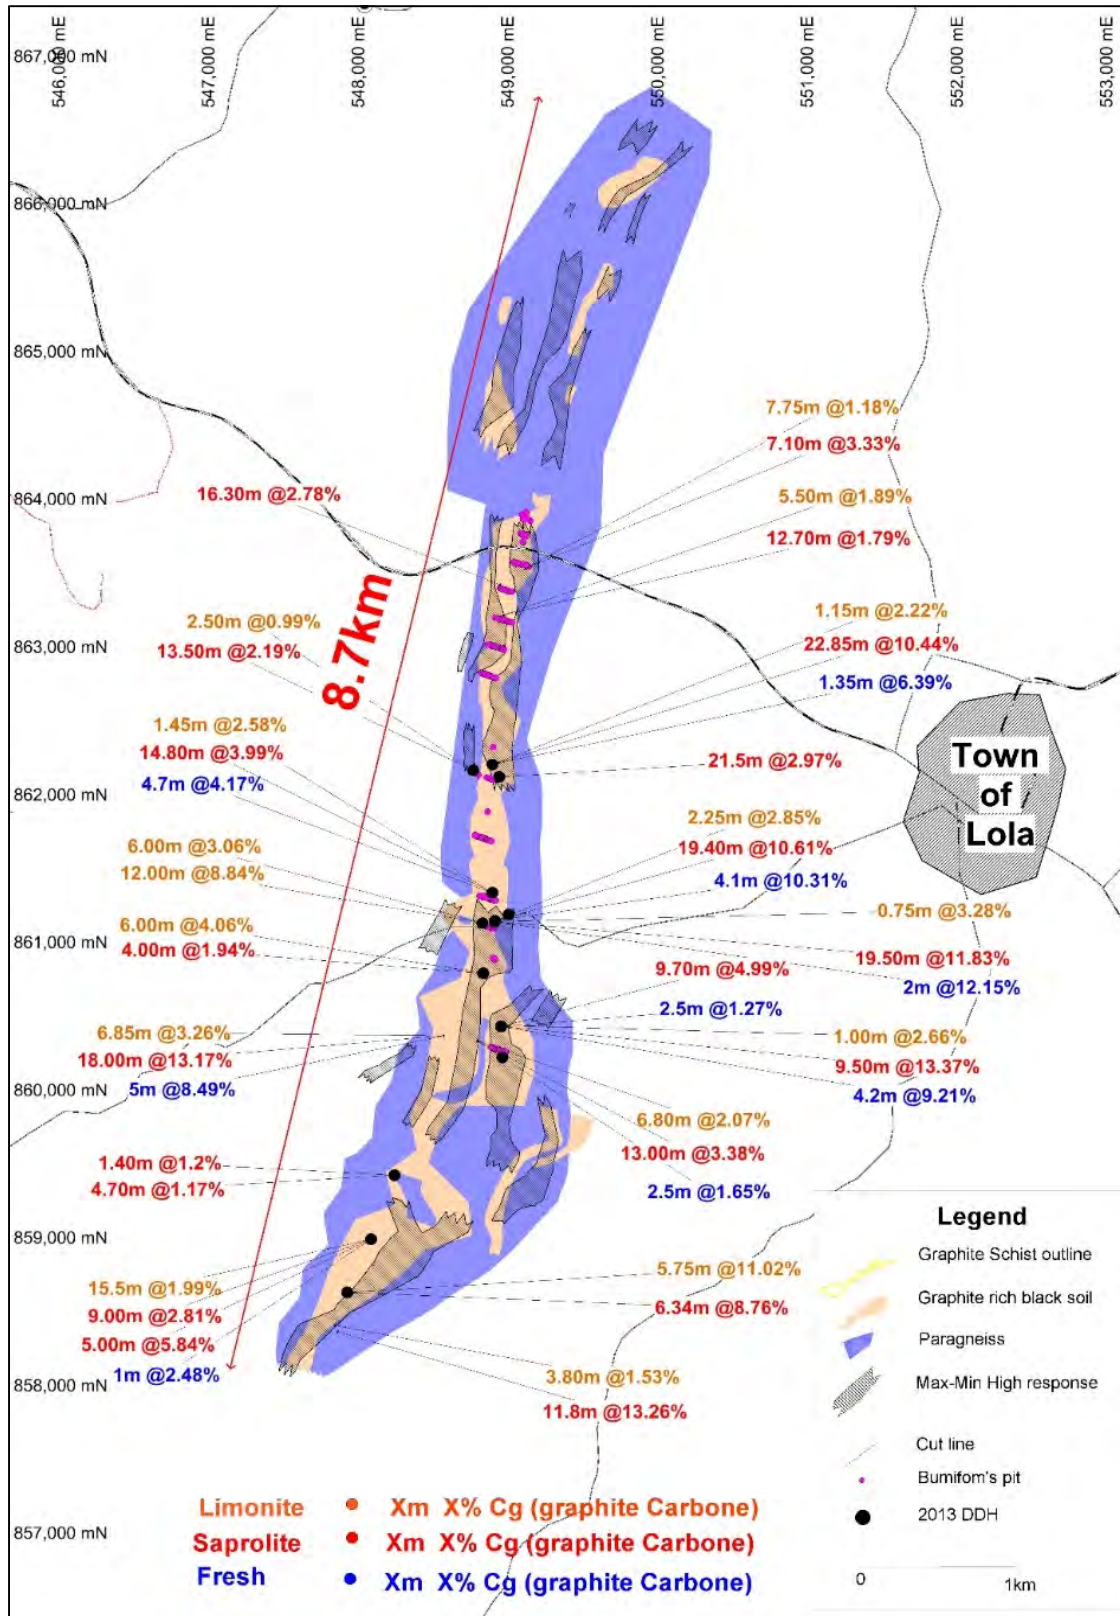 546,000 mE
547,000 mE
548,000 mE
549,000 mE
550,000 mE
551,000 mE
552,000 mE
553,000 mE
867,000 mN
866,000 mN
865,000 mN
864,000 mN
863,000 mN
862,000 mN
861,000 mN
860,000 mN
859,000 mN
858,000 mN
857,000 mN
8.7km
16.30m @2.78%
2.50m @0.99%
13.50m @2.19%
1.45m @2.58%
14.80m @3.99%
4.7m @4.17%
6.00m @3.06%
12.00m @8.84%
6.00m @4.06%
4.00m @1.94%
6.85m @3.26%
18.00m @13.17%
5m @8.49%
1.40m @1.2%
4.70m @1.17%
15.5m @1.99%
9.00m @2.81%
5.00m @5.84%
1m @2.48%
7.75m @1.18%
7.10m @3.33%
5.50m @1.89%
12.70m @1.79%
1.15m @2.22%
22.85m @10.44%
1.35m @6.39%
21.5m @2.97%
2.25m @2.85%
19.40m @10.61%
4.1m @10.31%
0.75m @3.28%
19.50m @11.83%
2m @12.15%
9.70m @4.99%
2.5m @1.27%
1.00m @2.66%
9.50m @13.37%
4.2m @9.21%
6.80m @2.07%
13.00m @3.38%
2.5m @1.65%
5.75m @11.02%
6.34m @8.76%
3.80m @1.53%
11.8m @13.26%
Town
of
Lola
Legend
Graphite Schist outline
Graphite rich black soil
Paragneiss
Max-Min High response
Cut line
Bumifom's pit
2013 DDH
0 1km
Limonite Xm X% Cg (graphite Carbone)
Saprolite Xm X% Cg (graphite Carbone)
Fresh Xm X% Cg (graphite Carbone)